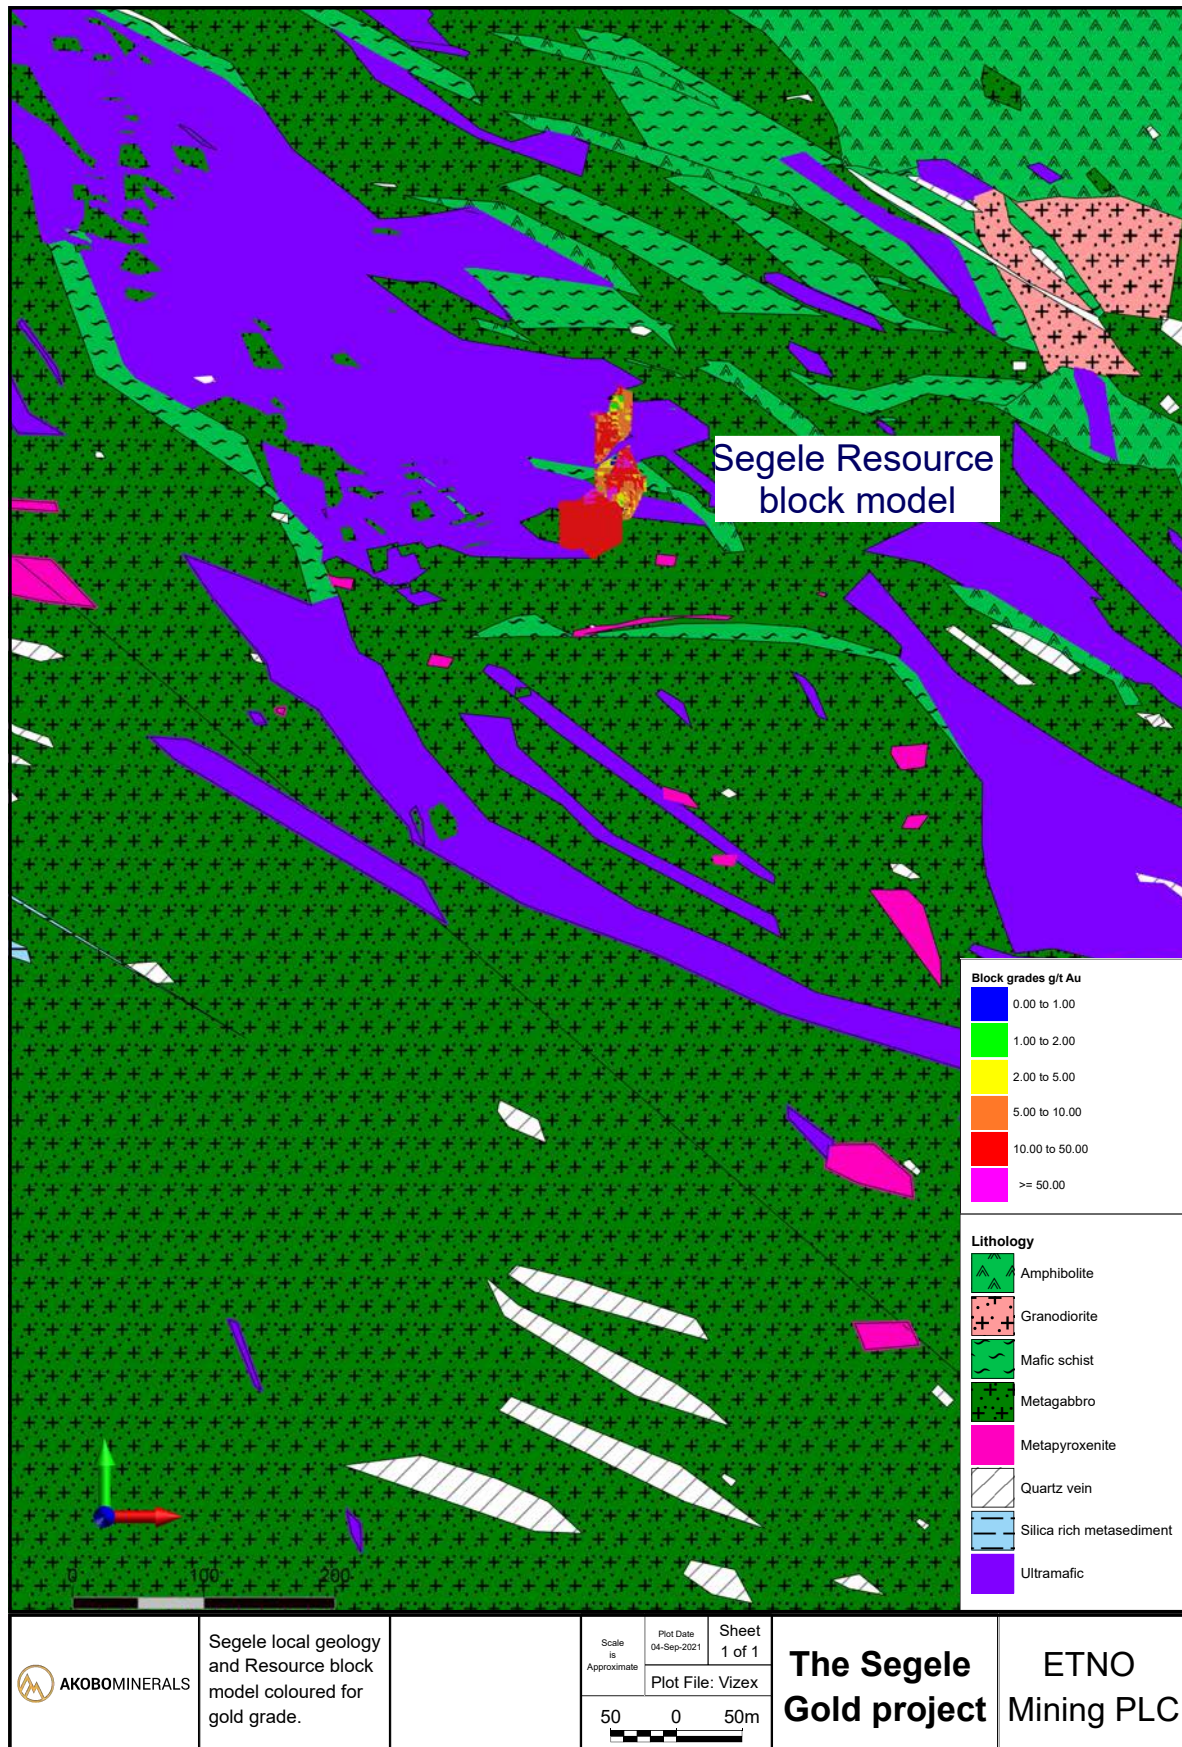 Segele Resource
block model
Block grades g/t Au
0.00 to 1.00
1.00 to 2.00
2.00 to 5.00
5.00 to 10.00
10.00 to 50.00
>= 50.00
Lithology
Amphibolite
Granodiorite
Mafic schist
Metagabbro
Metapyroxenite
Quartz vein
Silica rich metasediment
Ultramafic
0 100 200
AKOBOMINERALS
Segele local geology
and Resource block
model coloured for
gold grade.
Scale
is
Approximate
Plot Date
04-Sep-2021
Sheet
1 of 1
Plot File: Vizex
50 0 50m
The Segele
Gold project
ETNO
Mining PLC